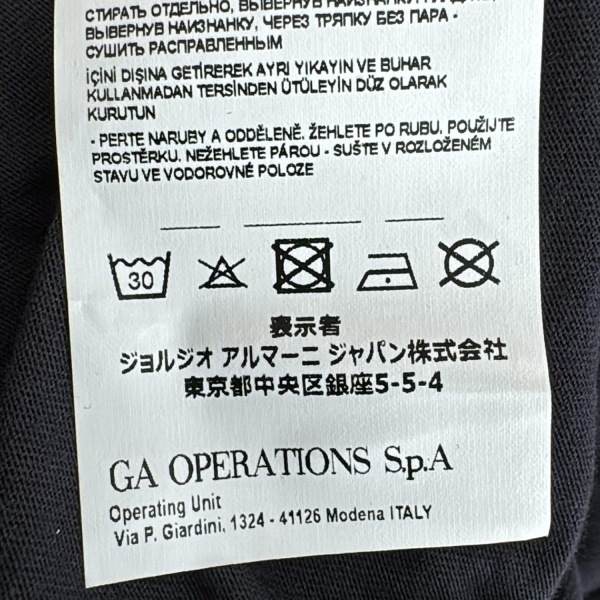 СТИРАТЬ ОТДЕЛЬНО, ВЫВЕРНУВ
ВЫВЕРНУВ НАИЗНАНКУ, ЧЕРЕЗ ТРЯПКУ БЕЗ ПАРА -
СУШИТЬ РАСПРАВЛЕННЫМ
İÇİNİ DIŞINA GETİREREK AYRI YIKAYIN VE BUHAR
KULLANMADAN TERSİNDEN ÜTÜLEYİN DÜZ OLARAK
KURUTUN
- PERTE NARUBY A ODDĚLENĚ. ŽEHLETE PO RUBU, POUŽIJTE
PROSTĚRKU. NEŽEHLETE PÁROU - SUŠTE V ROZLOŽENÉM
STAVU VE VODOROVNÉ POLOZE
30
表示者
ジョルジオ アルマーニ ジャパン株式会社
東京都中央区銀座5-5-4
GA OPERATIONS S.p.A
Operating Unit
Via P. Giardini, 1324 - 41126 Modena ITALY